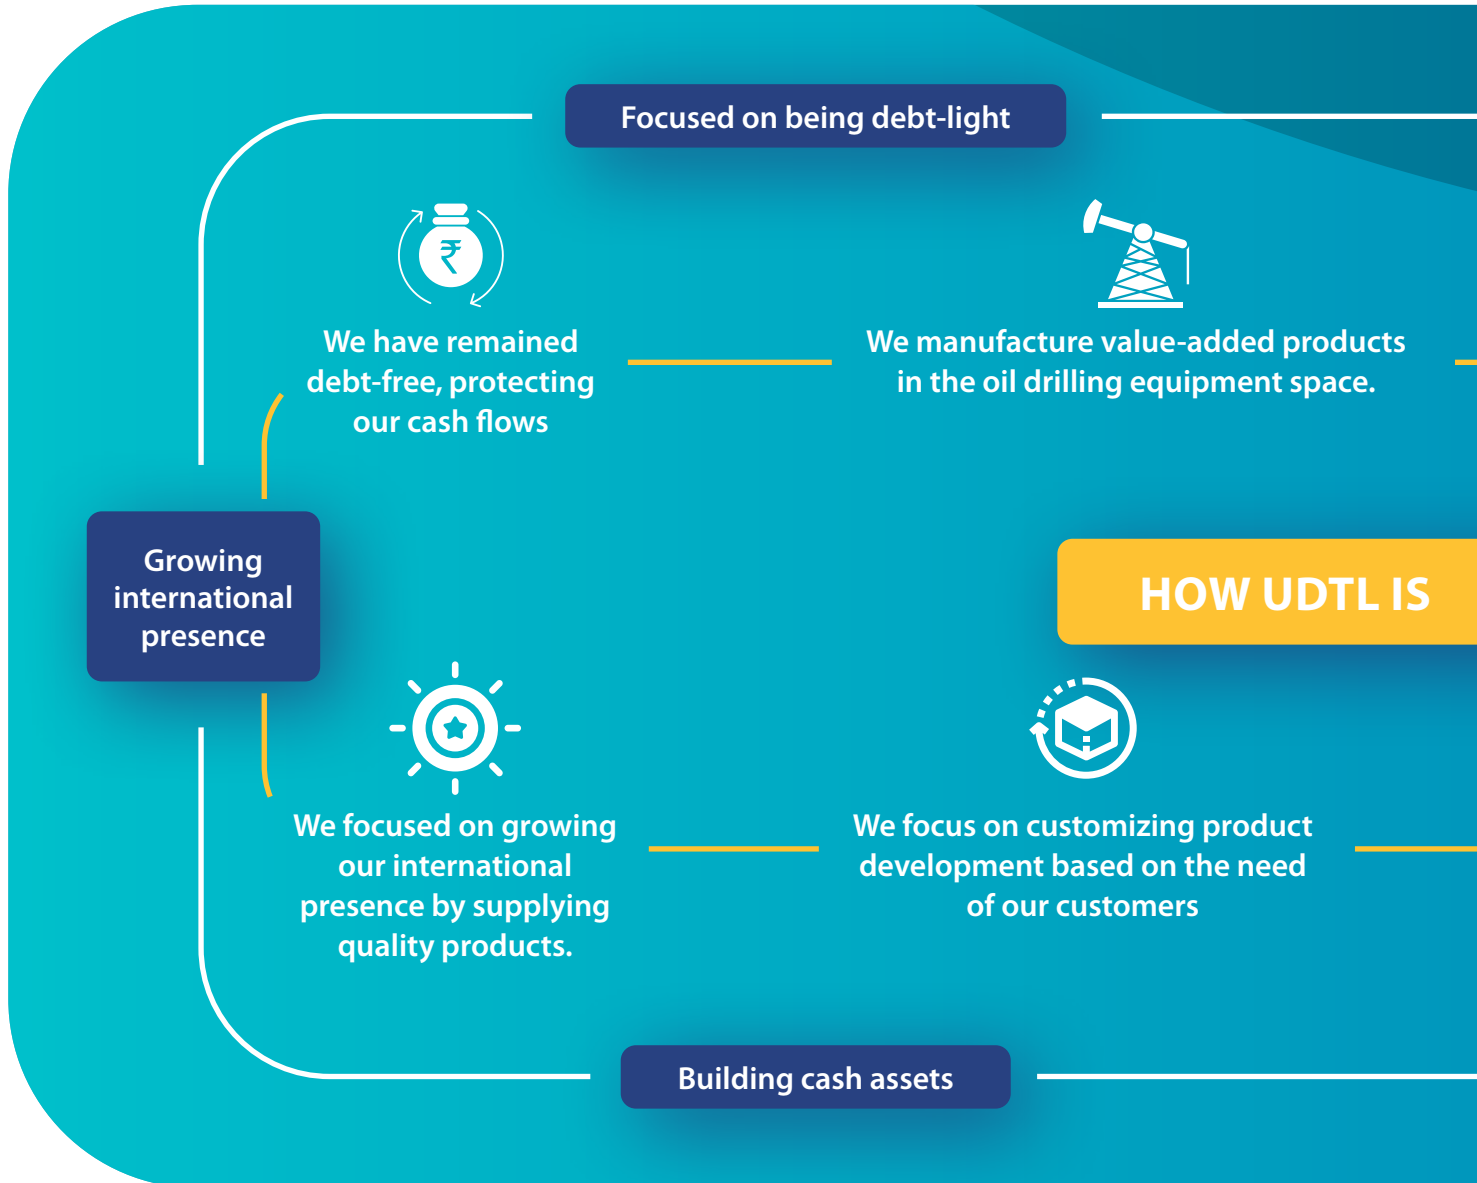 Focused on being debt-light
₹
We have remained
debt-free, protecting
our cash flows
We manufacture value-added products
in the oil drilling equipment space.
Growing
international
presence
HOW UDTL IS
We focused on growing
our international
presence by supplying
quality products.
We focus on customizing product
development based on the need
of our customers
Building cash assets